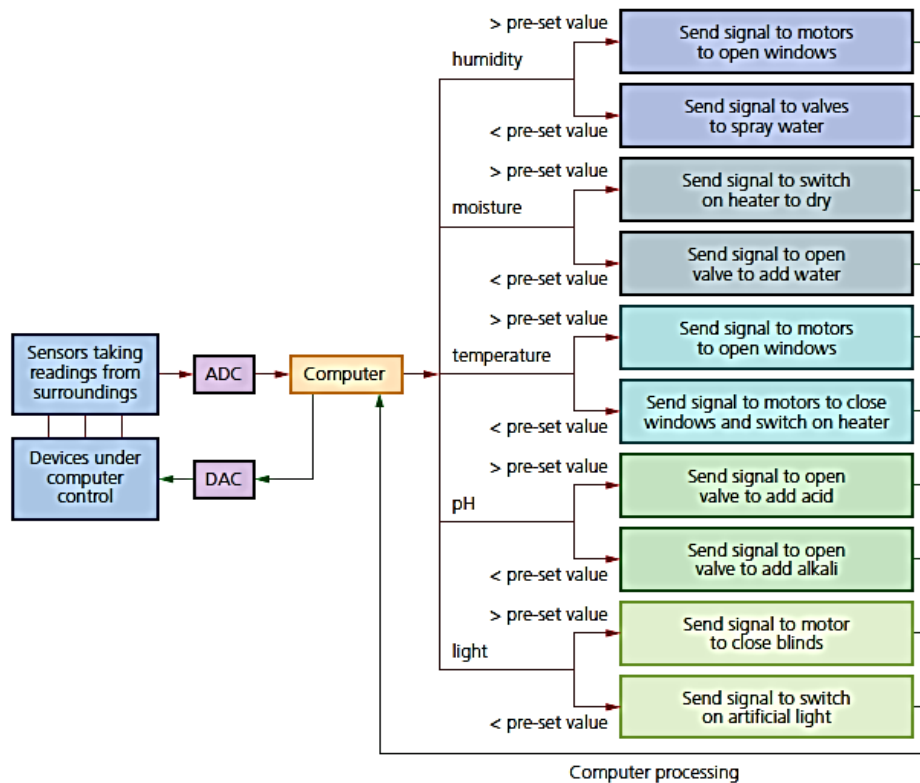 > pre-set value
Send signal to motors
to open windows
humidity
Send signal to valves
to spray water
< pre-set value
> pre-set value
Send signal to switch
on heater to dry
moisture
Send signal to open
valve to add water
< pre-set value
> pre-set value
Send signal to motors
to open windows
temperature
Send signal to motors to close
windows and switch on heater
< pre-set value
Sensors taking
readings from
surroundings
ADC
Computer
Devices under
computer
control
DAC
> pre-set value
Send signal to open
valve to add acid
pH
Send signal to open
valve to add alkali
< pre-set value
> pre-set value
Send signal to motor
to close blinds
light
Send signal to switch
on artificial light
< pre-set value
Computer processing